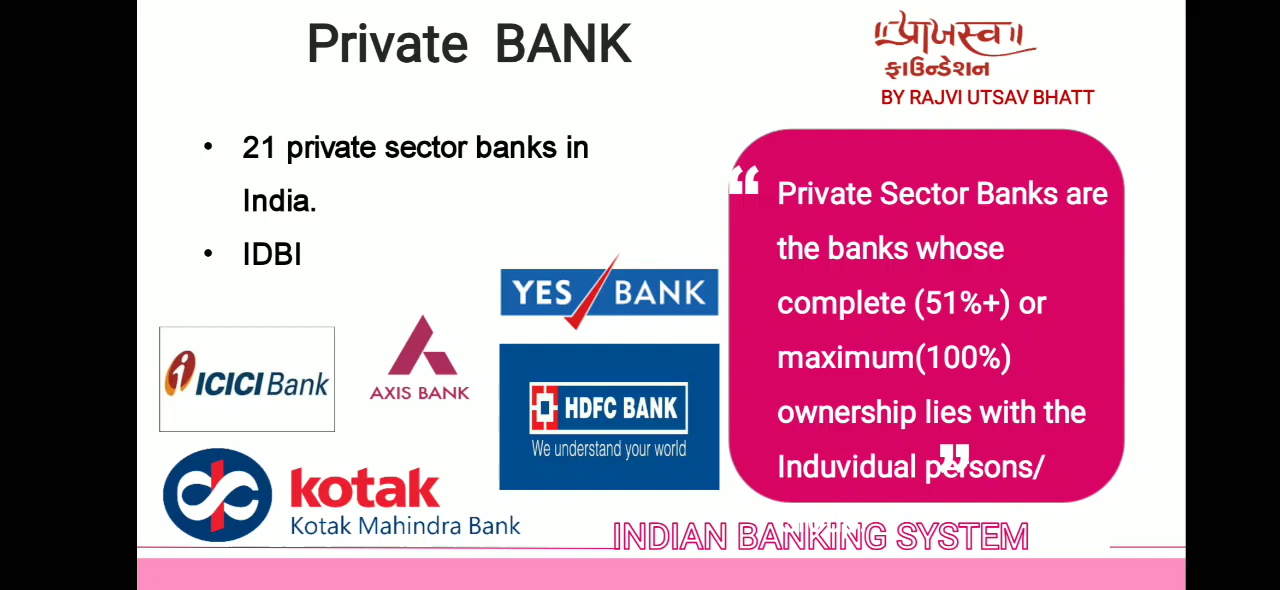 Private BANK
॥प्राखस्व॥
ફાઉન્ડેશન
BY RAJVI UTSAV BHATT
• 21 private sector banks in
India.
• IDBI
YES BANK
ICICI Bank
AXIS BANK
HDFC BANK
We understand your world
kotak
Kotak Mahindra Bank
“ Private Sector Banks are
the banks whose
complete (51%+) or
maximum(100%)
ownership lies with the
Induvidual persons/ ”
INDIAN BANKING SYSTEM